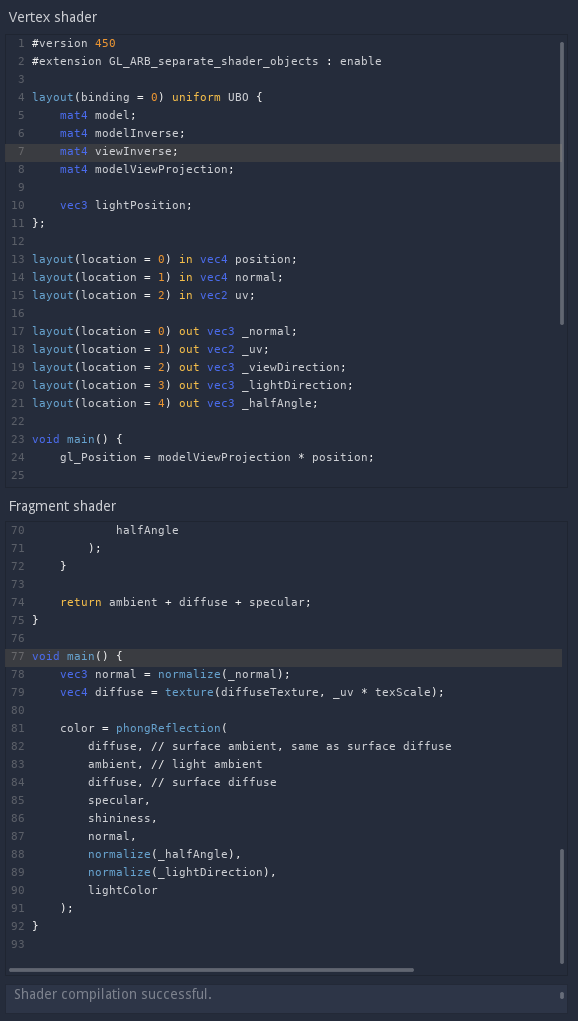 Vertex shader
1 #version 450
2 #extension GL_ARB_separate_shader_objects : enable
3
4 layout(binding = 0) uniform UBO {
5     mat4 model;
6     mat4 modelInverse;
7     mat4 viewInverse;
8     mat4 modelViewProjection;
9
10     vec3 lightPosition;
11 };
12
13 layout(location = 0) in vec4 position;
14 layout(location = 1) in vec4 normal;
15 layout(location = 2) in vec2 uv;
16
17 layout(location = 0) out vec3 _normal;
18 layout(location = 1) out vec2 _uv;
19 layout(location = 2) out vec3 _viewDirection;
20 layout(location = 3) out vec3 _lightDirection;
21 layout(location = 4) out vec3 _halfAngle;
22
23 void main() {
24     gl_Position = modelViewProjection * position;
25
Fragment shader
70             halfAngle
71         );
72     }
73
74     return ambient + diffuse + specular;
75 }
76
77 void main() {
78     vec3 normal = normalize(_normal);
79     vec4 diffuse = texture(diffuseTexture, _uv * texScale);
80
81     color = phongReflection(
82         diffuse, // surface ambient, same as surface diffuse
83         ambient, // light ambient
84         diffuse, // surface diffuse
85         specular,
86         shininess,
87         normal,
88         normalize(_halfAngle),
89         normalize(_lightDirection),
90         lightColor
91     );
92 }
93
Shader compilation successful.